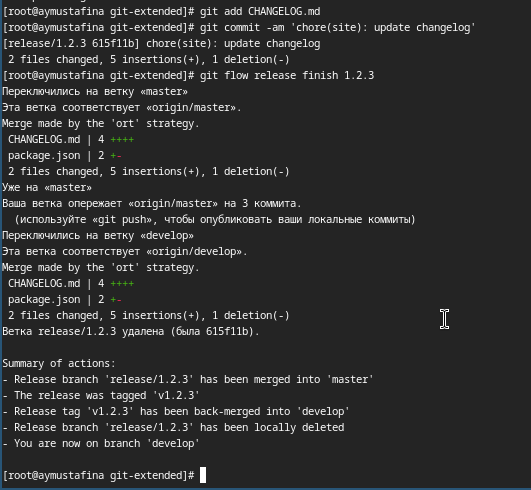 [root@aymustafina git-extended]# git add CHANGELOG.md
[root@aymustafina git-extended]# git commit -am 'chore(site): update changelog'
[release/1.2.3 615f11b] chore(site): update changelog
 2 files changed, 5 insertions(+), 1 deletion(-)
[root@aymustafina git-extended]# git flow release finish 1.2.3
Переключились на ветку «master»
Эта ветка соответствует «origin/master».
Merge made by the 'ort' strategy.
 CHANGELOG.md | 4 ++++
 package.json | 2 +-
 2 files changed, 5 insertions(+), 1 deletion(-)
Уже на «master»
Ваша ветка опережает «origin/master» на 3 коммита.
  (используйте «git push», чтобы опубликовать ваши локальные коммиты)
Переключились на ветку «develop»
Эта ветка соответствует «origin/develop».
Merge made by the 'ort' strategy.
 CHANGELOG.md | 4 ++++
 package.json | 2 +-
 2 files changed, 5 insertions(+), 1 deletion(-)
Ветка release/1.2.3 удалена (была 615f11b).

Summary of actions:
- Release branch 'release/1.2.3' has been merged into 'master'
- The release was tagged 'v1.2.3'
- Release tag 'v1.2.3' has been back-merged into 'develop'
- Release branch 'release/1.2.3' has been locally deleted
- You are now on branch 'develop'

[root@aymustafina git-extended]#